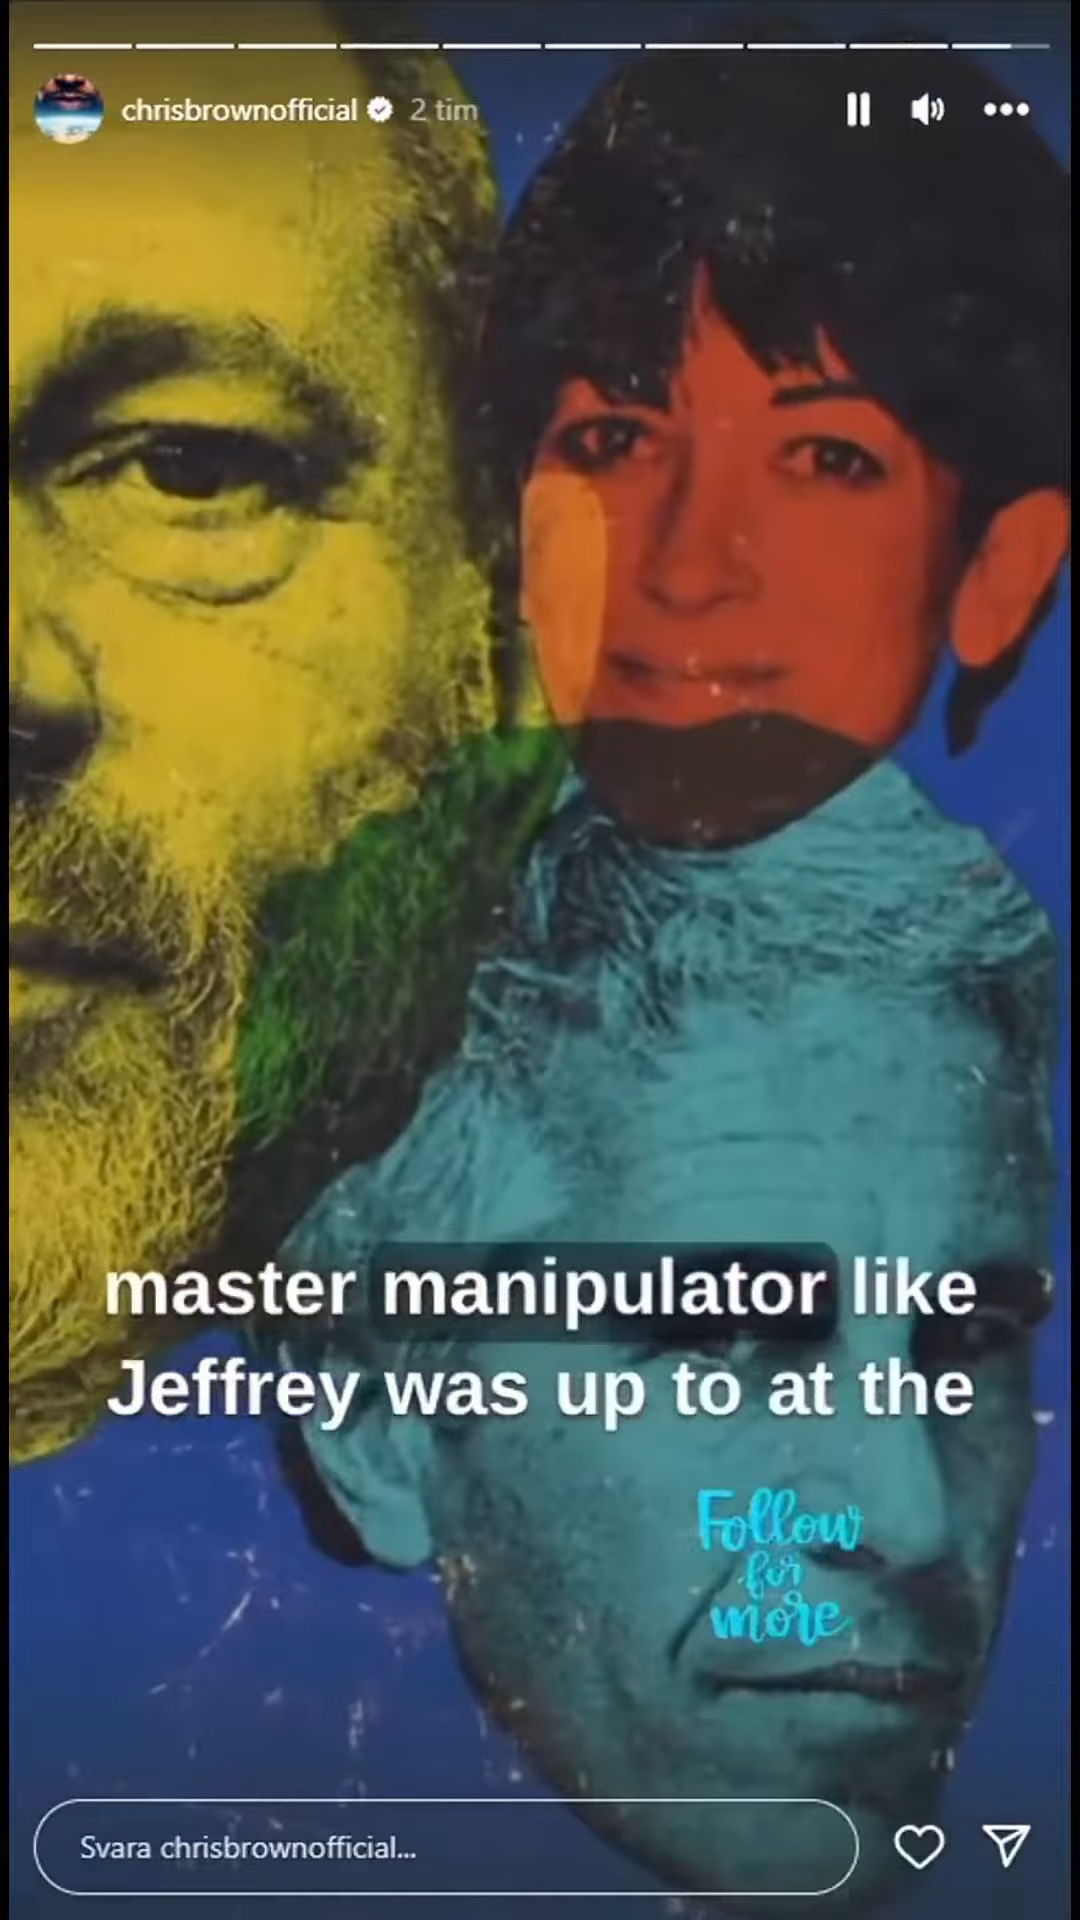 chrisbrownofficial 2 tim
master manipulator like
Jeffrey was up to at the
Follow
for
more
Svara chrisbrownofficial...